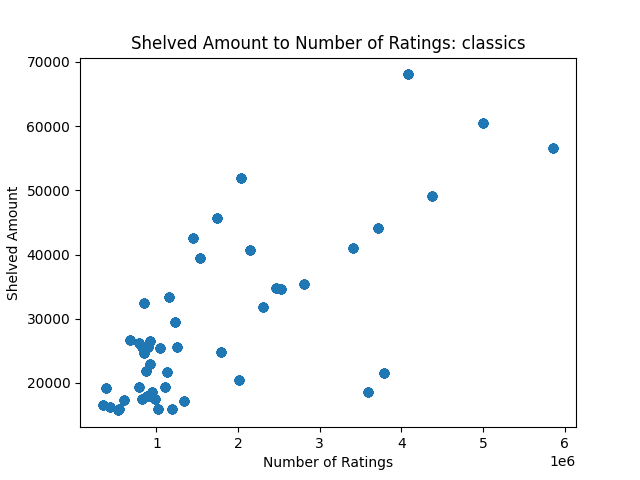 Shelved Amount to Number of Ratings: classics
70000
60000
50000
40000
30000
20000
Shelved Amount
1 2 3 4 5 6
1e6
Number of Ratings